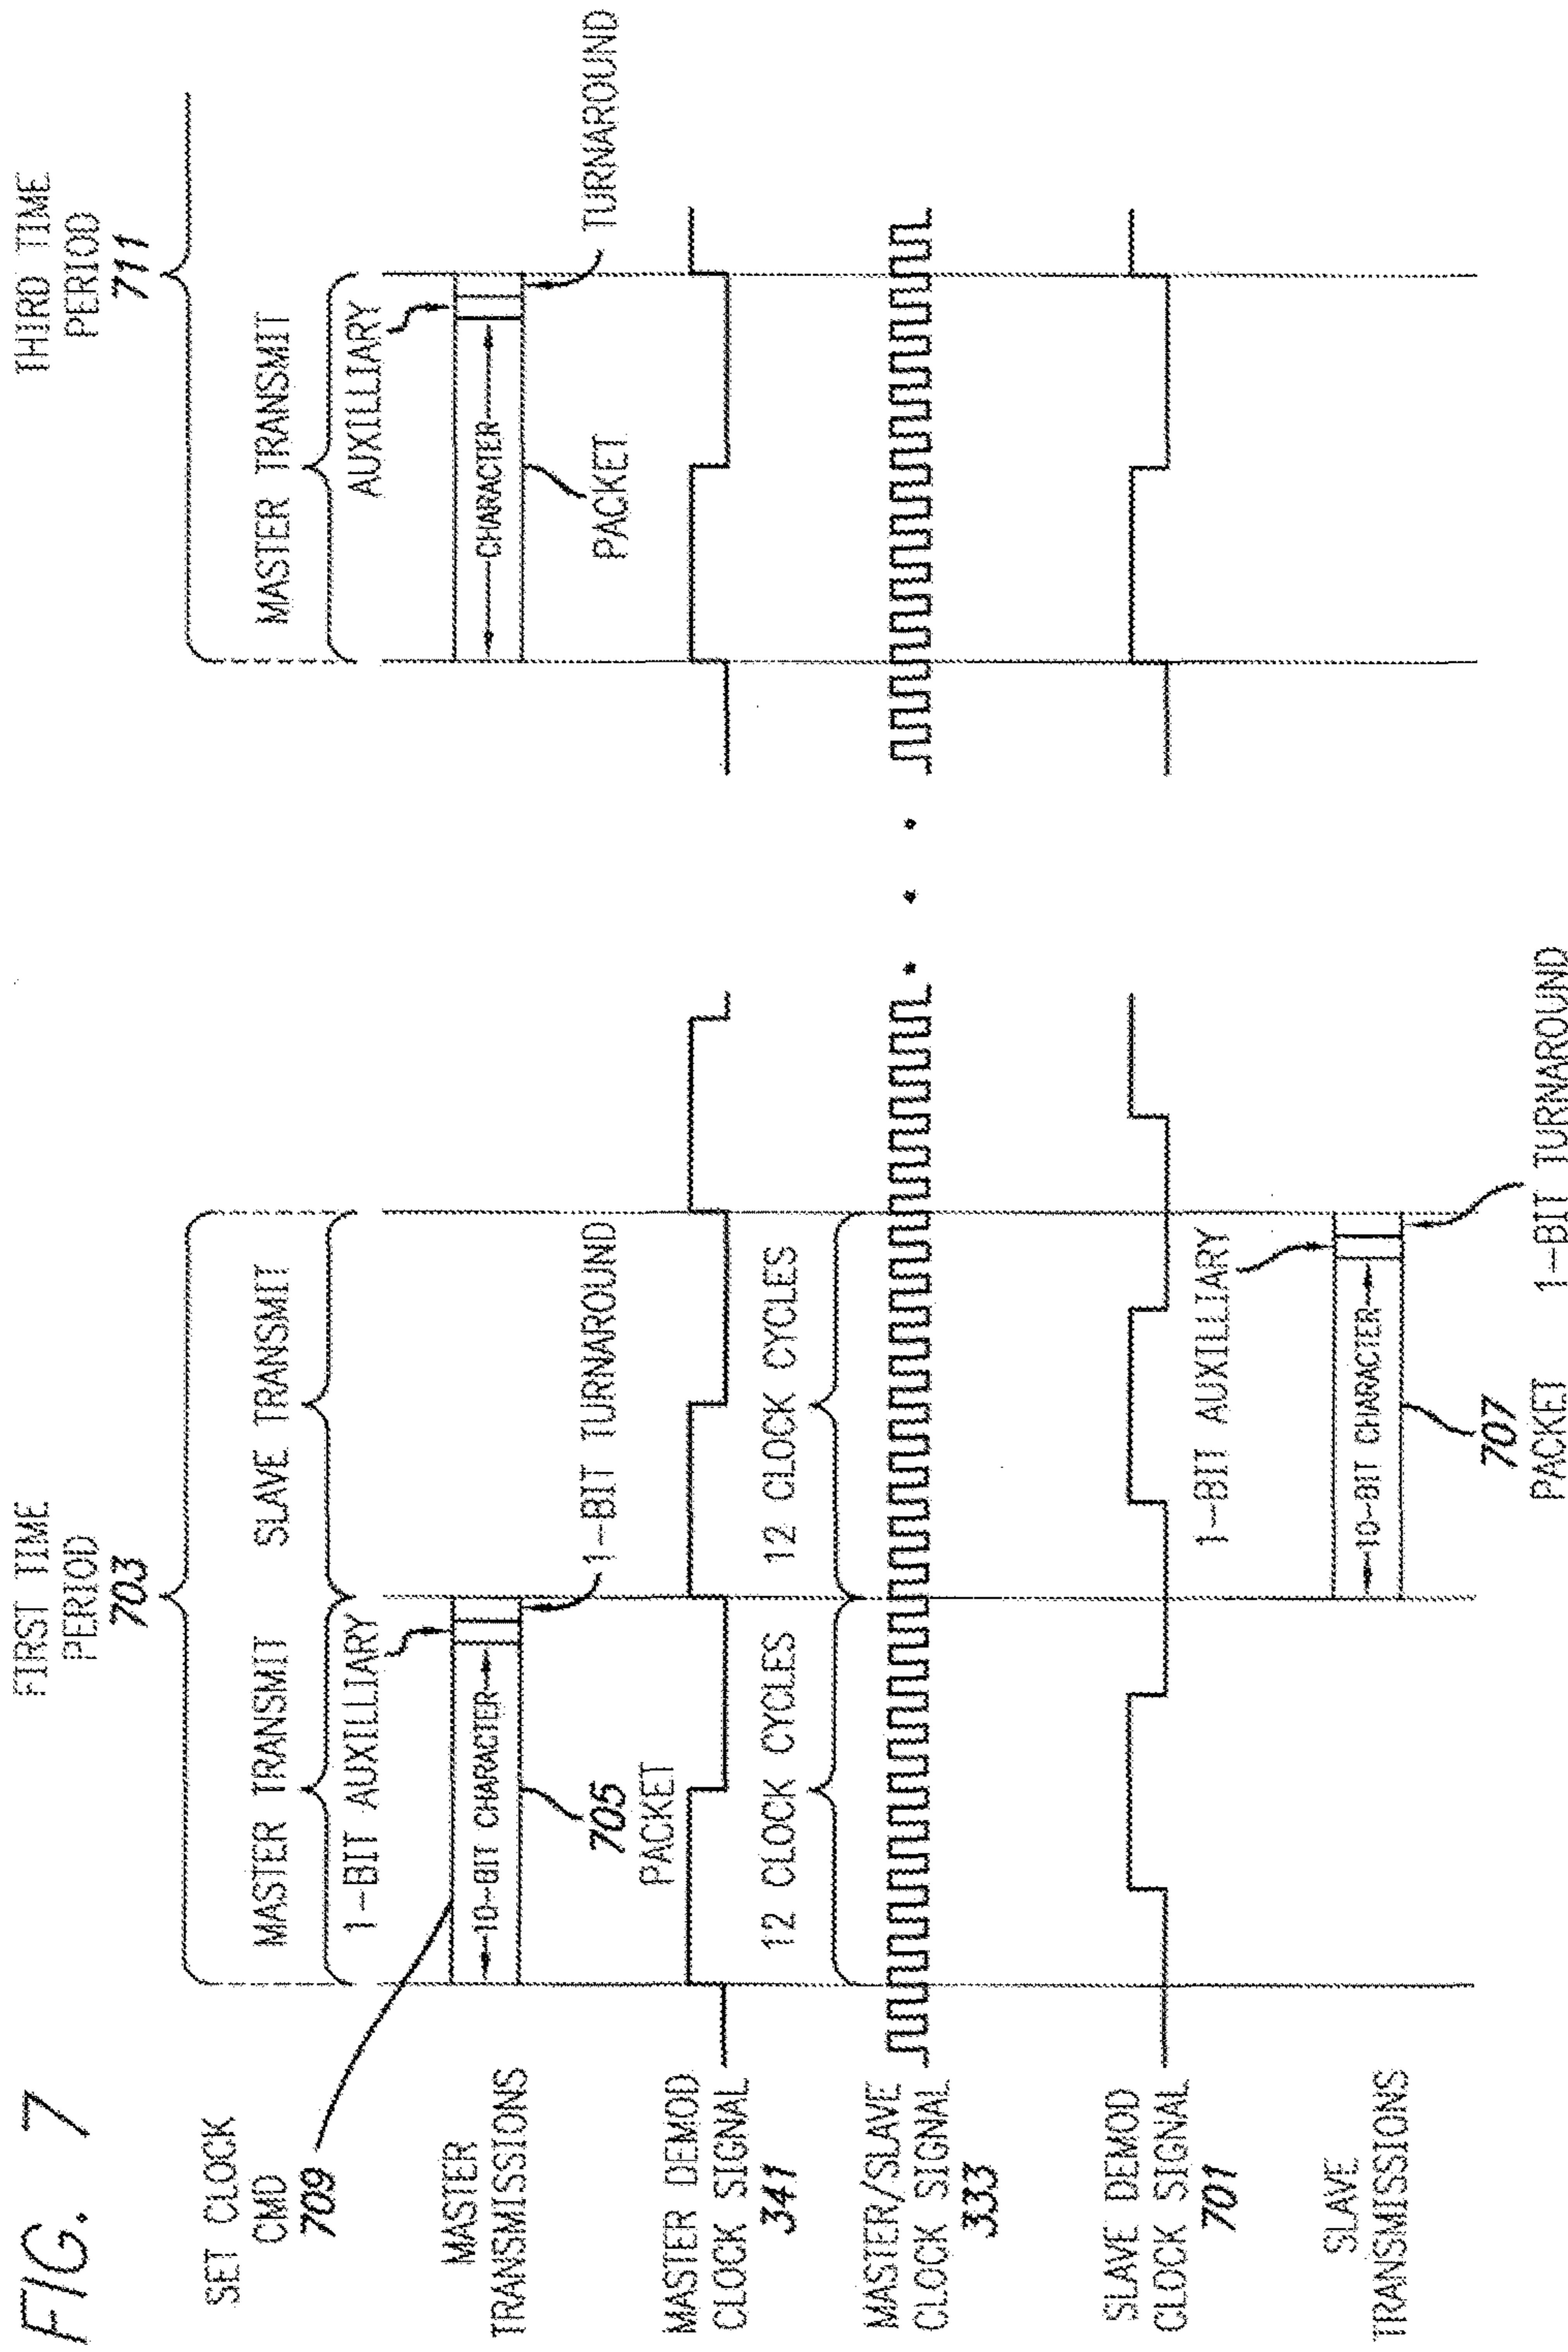 FIG. 7
FIRST TIME
PERIOD
703
THIRD TIME
PERIOD
711
SET CLOCK
CMD
709
MASTER TRANSMIT
SLAVE TRANSMIT
MASTER TRANSMIT
1-BIT AUXILLIARY
AUXILLIARY
MASTER
TRANSMISSIONS
10-BIT CHARACTER
CHARACTER
705
PACKET
1-BIT TURNAROUND
PACKET
TURNAROUND
MASTER DEMOD
CLOCK SIGNAL
341
12 CLOCK CYCLES
12 CLOCK CYCLES
MASTER/SLAVE
CLOCK SIGNAL
333
SLAVE DEMOD
CLOCK SIGNAL
701
1-BIT AUXILLIARY
SLAVE
TRANSMISSIONS
10-BIT CHARACTER
707
PACKET
1-BIT TURNAROUND